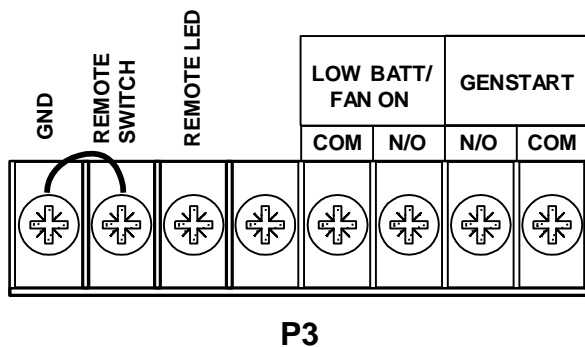 GND
REMOTE
SWITCH
REMOTE LED
LOW BATT/
FAN ON
GENSTART
COM
N/O
N/O
COM
P3